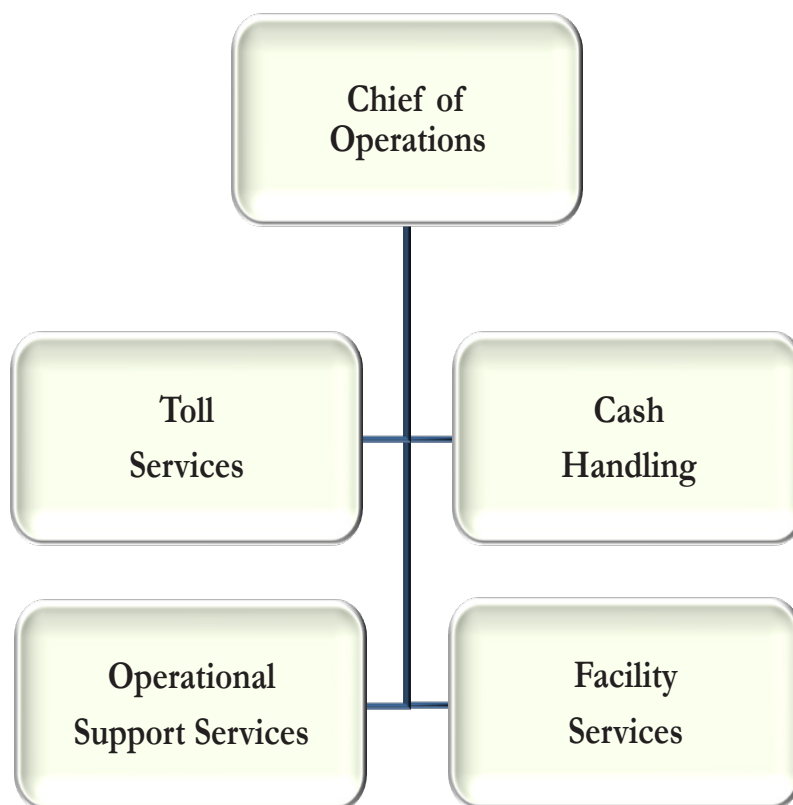 Chief of
Operations
Toll
Services
Cash
Handling
Operational
Support Services
Facility
Services